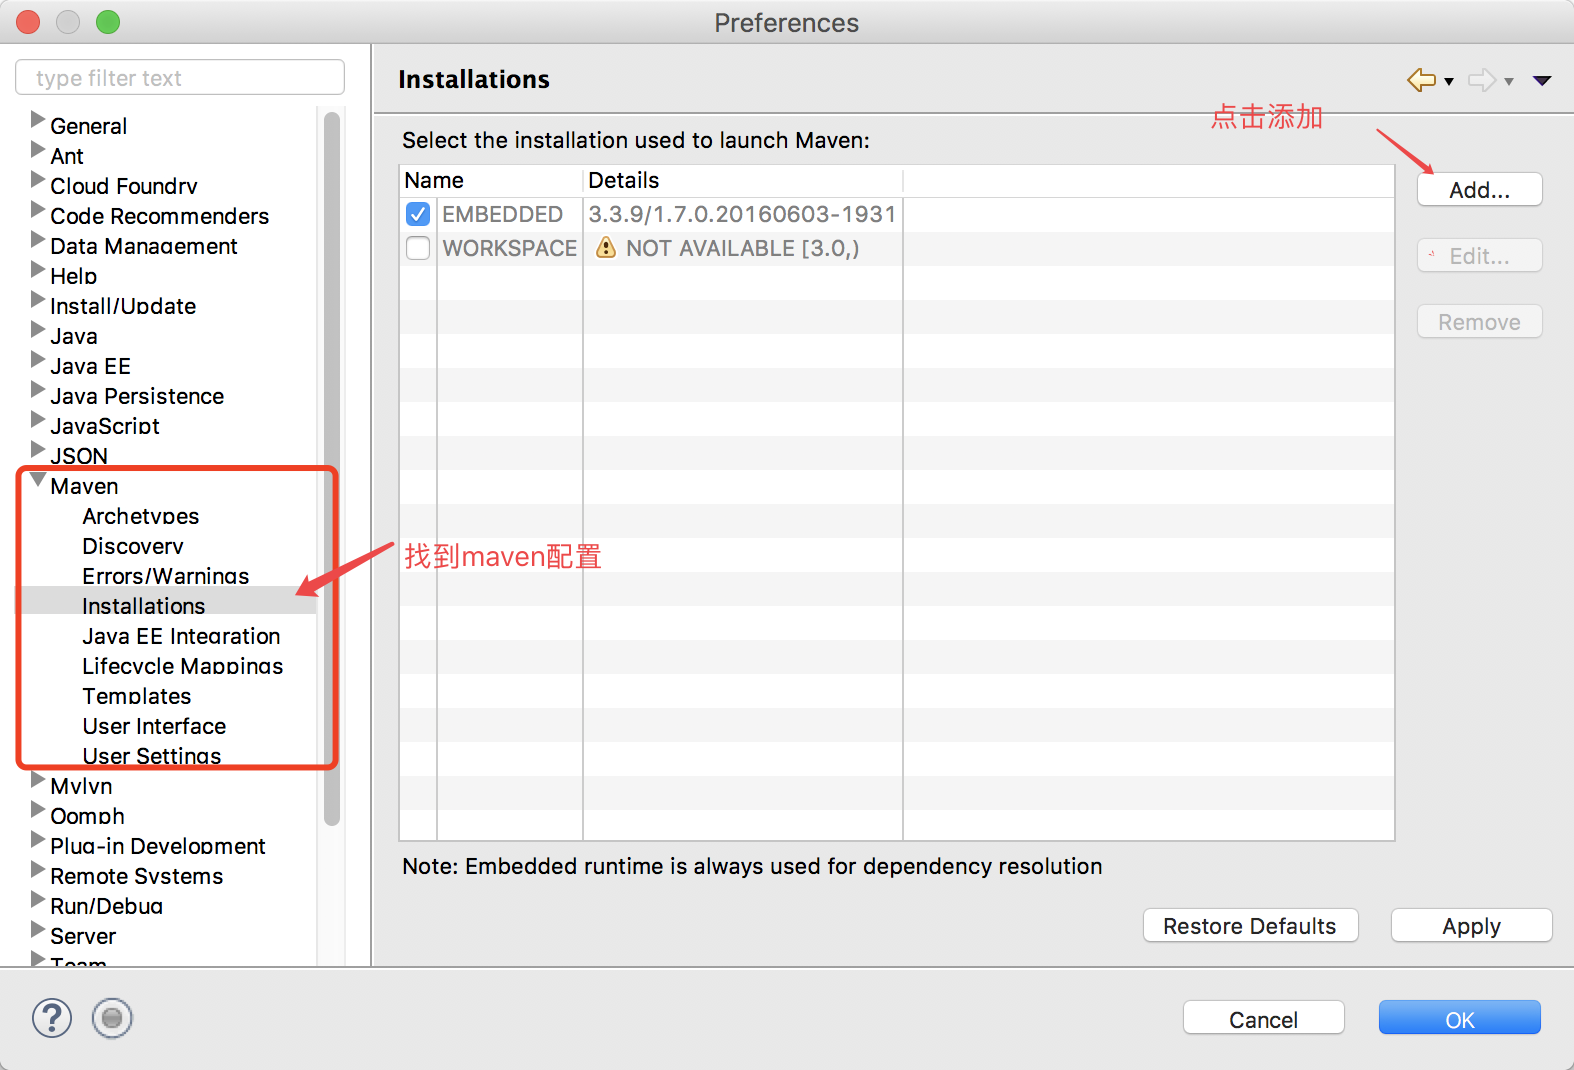 Preferences
type filter text
General
Ant
Cloud Foundry
Code Recommenders
Data Management
Help
Install/Update
Java
Java EE
Java Persistence
JavaScript
JSON
Maven
Archetypes
Discovery
Errors/Warnings
Installations
Java EE Integration
Lifecycle Mappings
Templates
User Interface
User Settings
Mylyn
Oomph
Plug-in Development
Remote Systems
Run/Debug
Server
Team
Installations
点击添加
Select the installation used to launch Maven:
Name Details
EMBEDDED 3.3.9/1.7.0.20160603-1931
WORKSPACE NOT AVAILABLE [3.0,)
Add...
Edit...
Remove
找到maven配置
Note: Embedded runtime is always used for dependency resolution
Restore Defaults Apply
Cancel OK